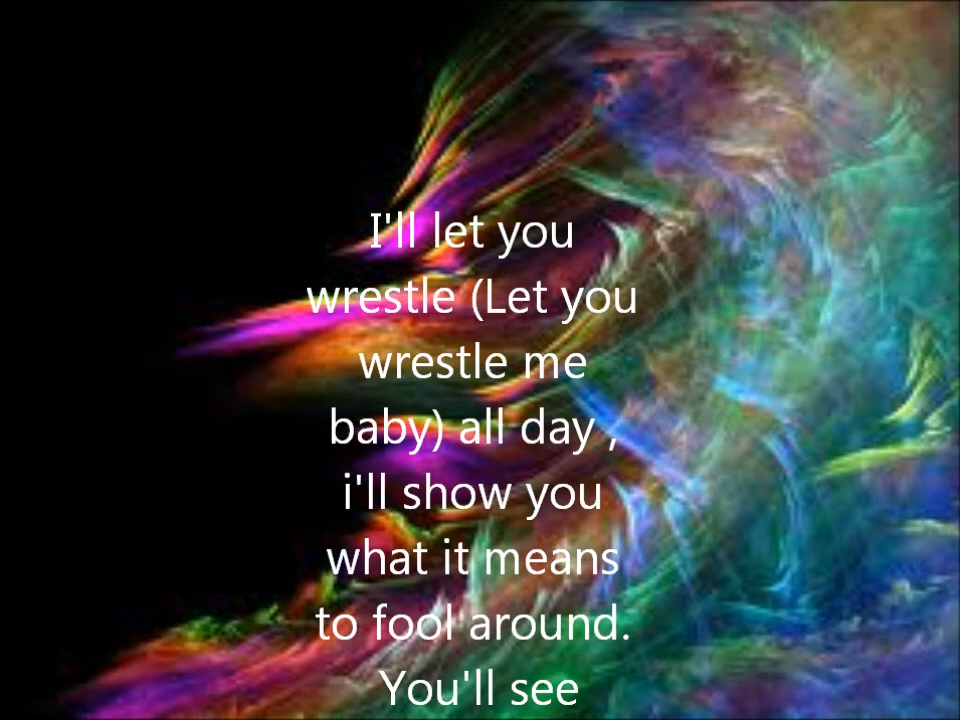 I'll let you
wrestle (Let you
wrestle me
baby) all day ,
i'll show you
what it means
to fool around.
You'll see